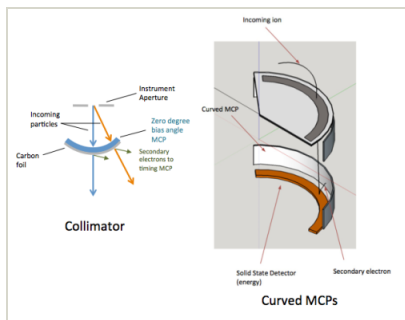 Instrument
Aperture
Incoming
particles
Zero degree
bias angle
MCP
Carbon
foil
Secondary
electrons to
timing MCP
Collimator
Incoming ion
Curved MCP
Solid State Detector
(energy)
Secondary electron
Curved MCPs